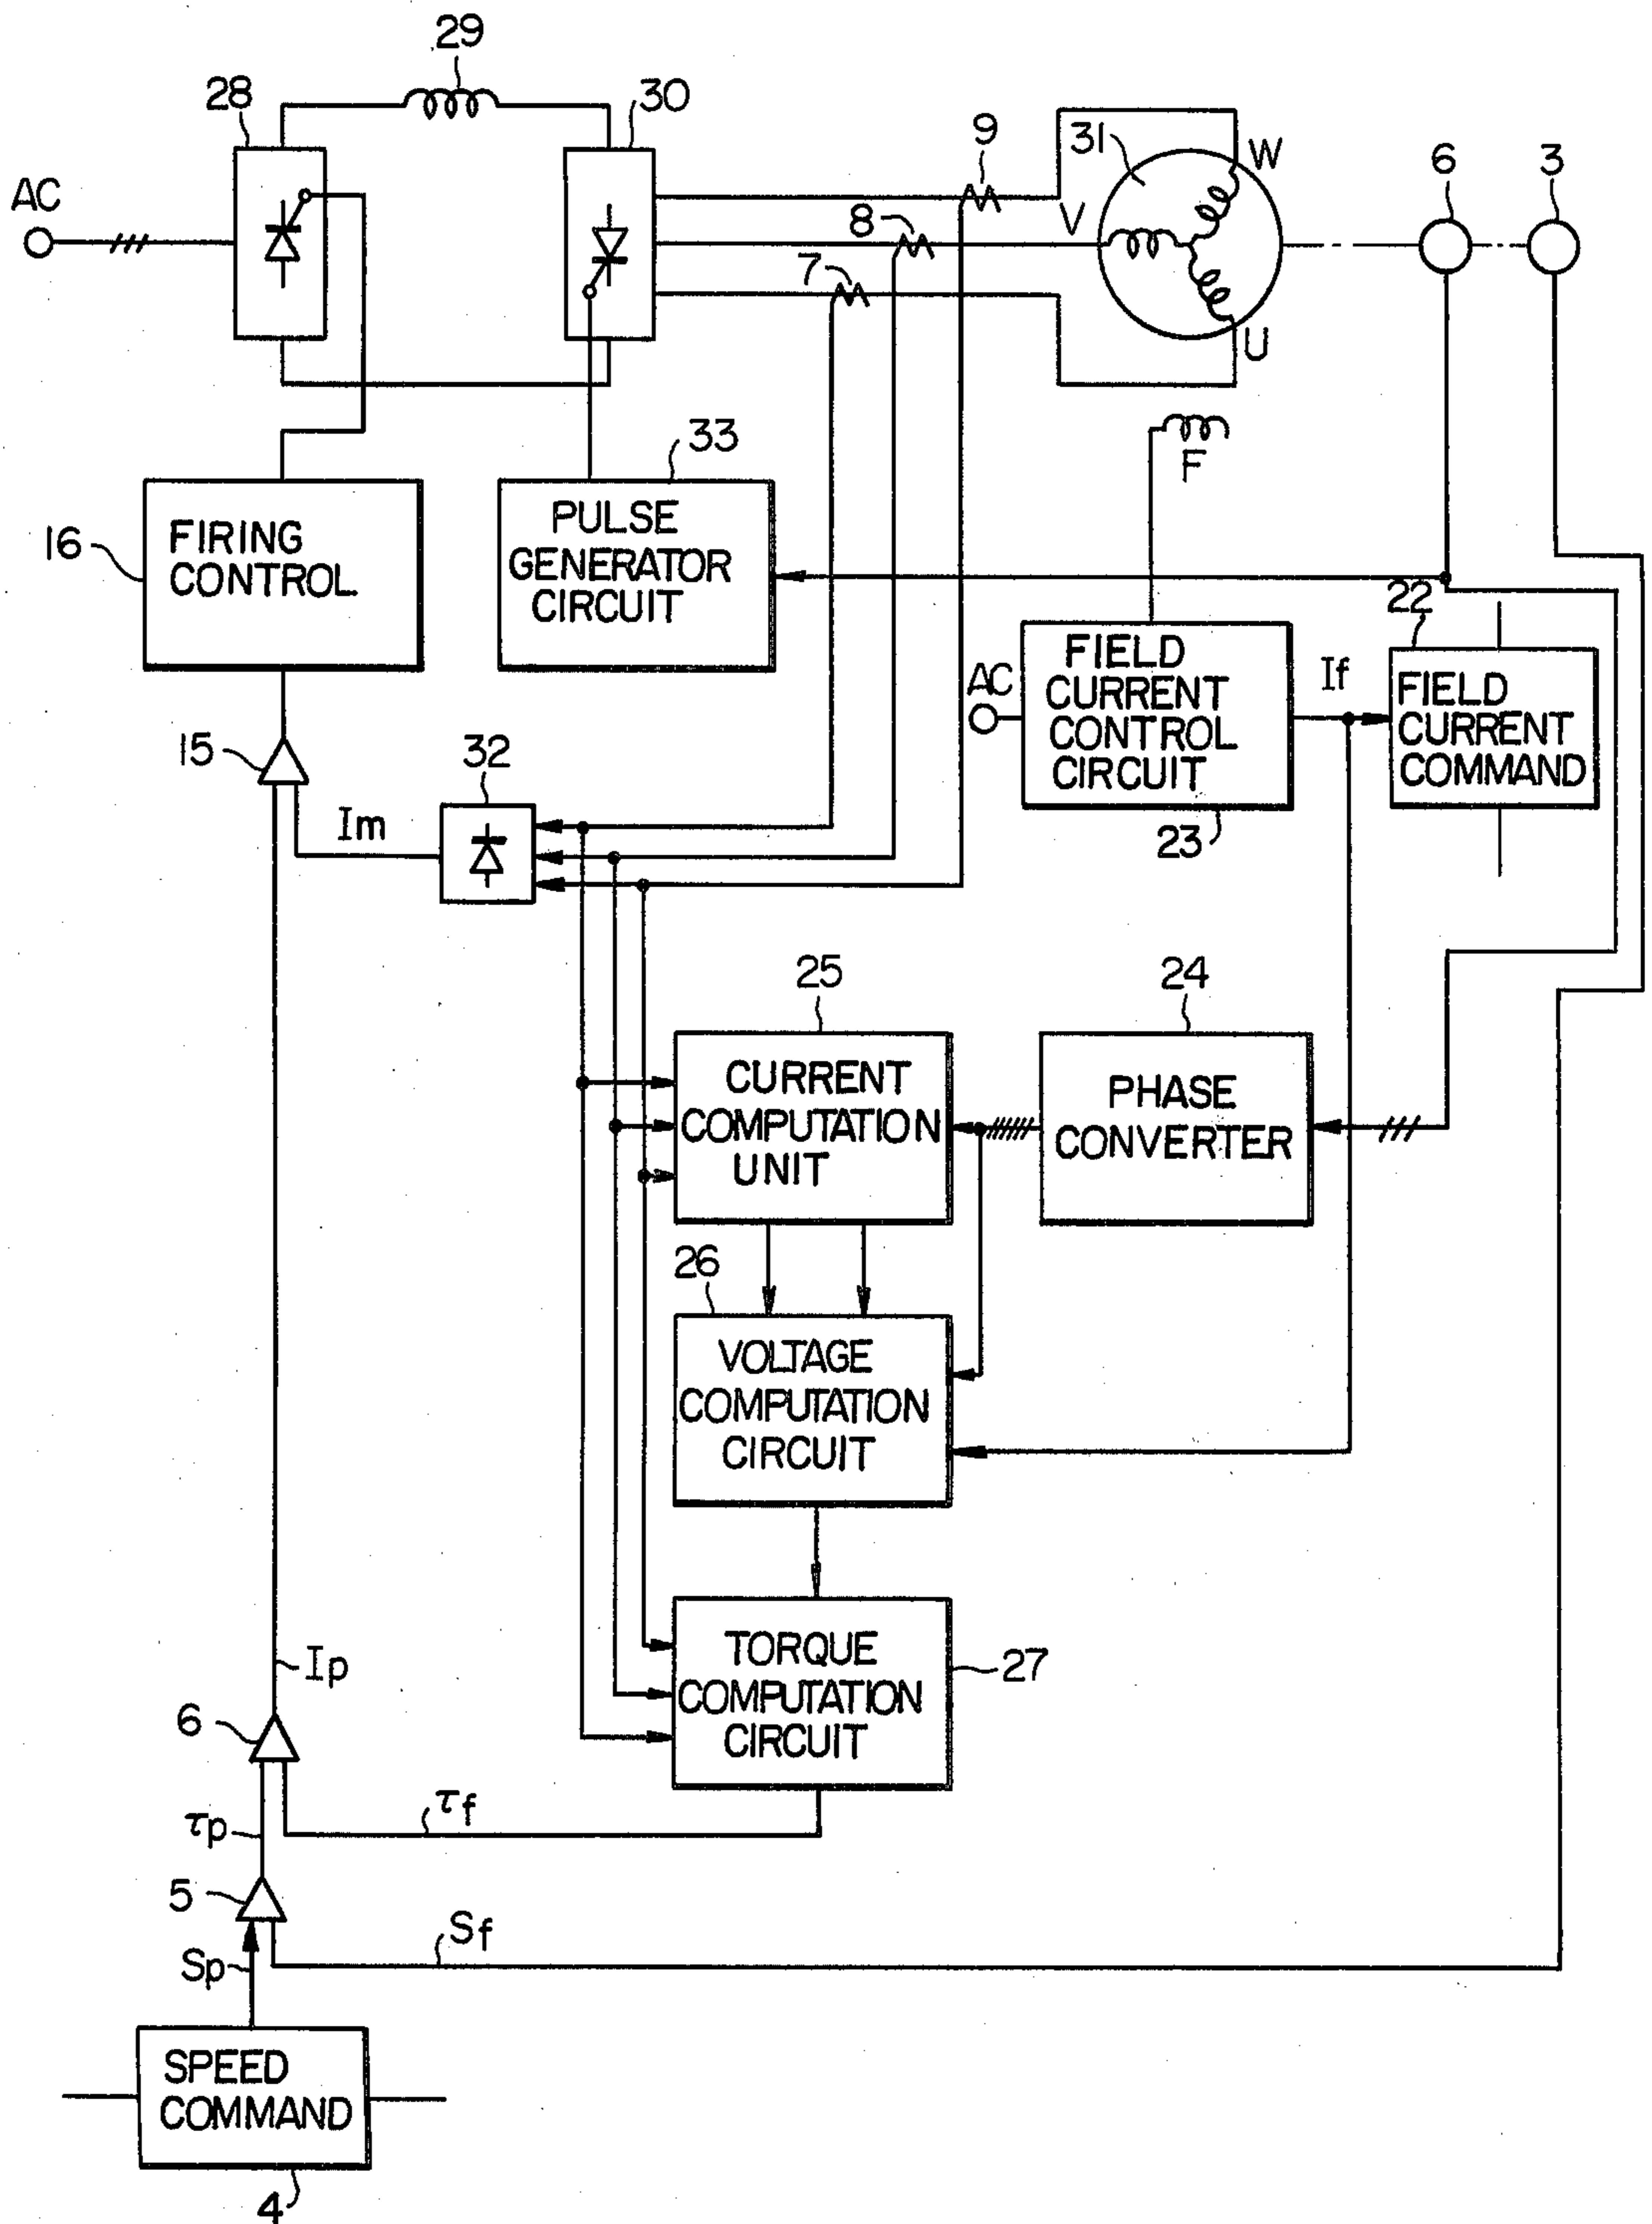 29
28
30
AC
9
31
W
6
3
8
V
7
U
33
F
16
FIRING
CONTROL
PULSE
GENERATOR
CIRCUIT
22
AC
FIELD
CURRENT
CONTROL
CIRCUIT
If
FIELD
CURRENT
COMMAND
15
32
Im
23
25
24
CURRENT
COMPUTATION
UNIT
PHASE
CONVERTER
26
VOLTAGE
COMPUTATION
CIRCUIT
TORQUE
COMPUTATION
CIRCUIT
27
Ip
6
τf
τp
5
Sf
Sp
SPEED
COMMAND
4